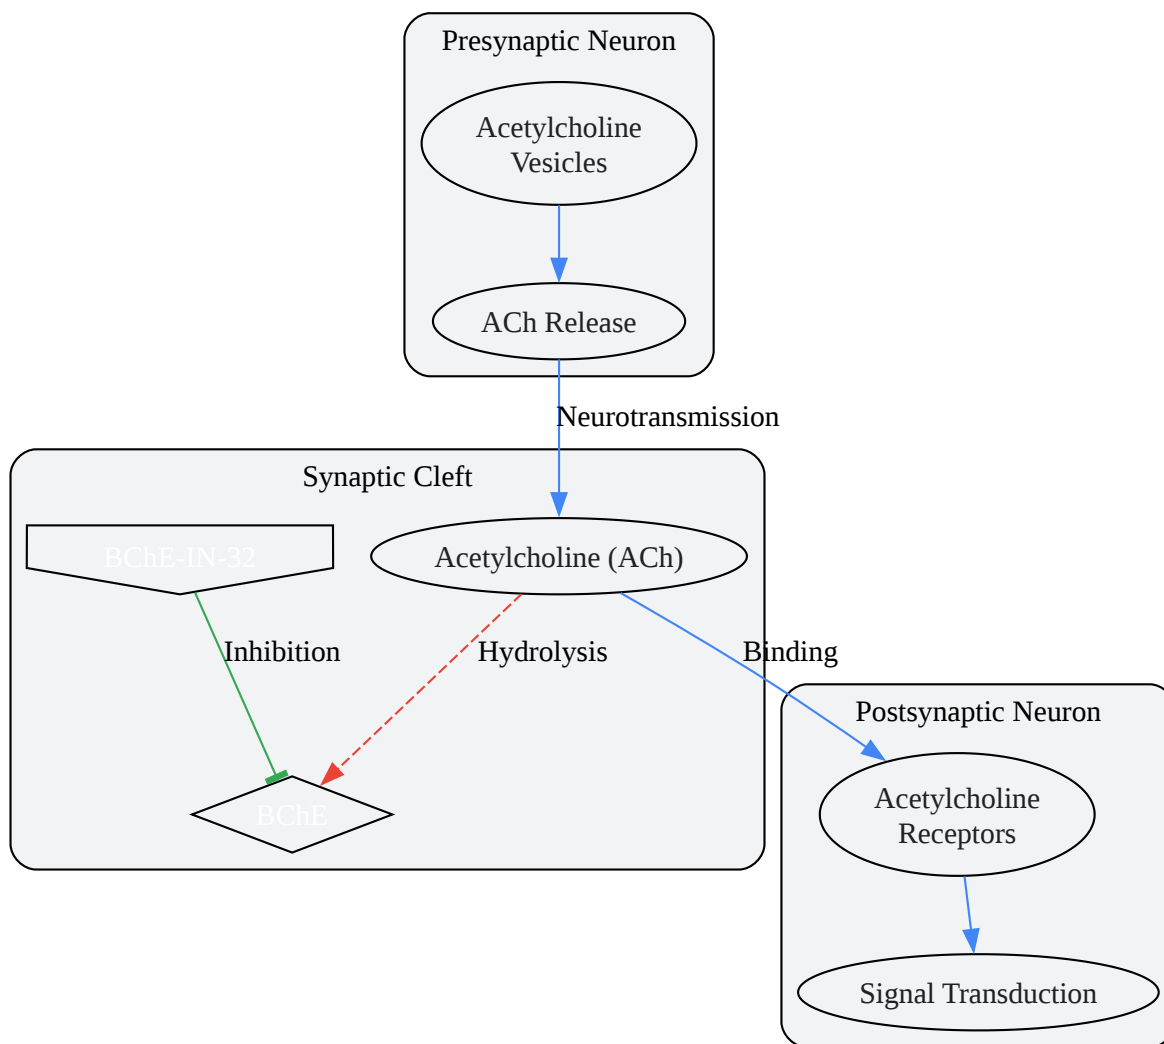 Presynaptic Neuron
Acetylcholine
Vesicles
ACh Release
Neurotransmission
Synaptic Cleft
BChE-IN-32
Acetylcholine (ACh)
Inhibition
Hydrolysis
Binding
Postsynaptic Neuron
BChE
Acetylcholine
Receptors
Signal Transduction